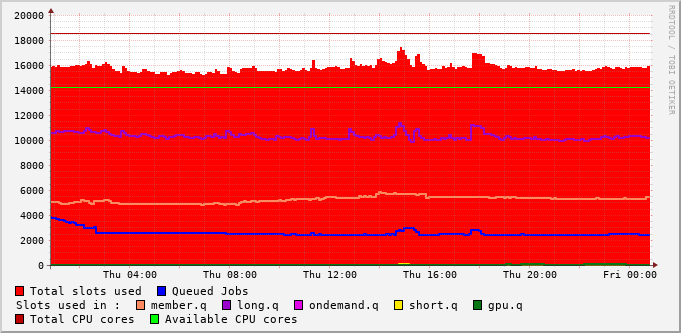 20000
18000
16000
14000
12000
10000
8000
6000
4000
2000
0
Thu 04:00 Thu 08:00 Thu 12:00 Thu 16:00 Thu 20:00 Fri 00:00
RRDTOOL / TOBI OETIKER
Total slots used Queued Jobs
Slots used in : member.q long.q ondemand.q short.q gpu.q
Total CPU cores Available CPU cores